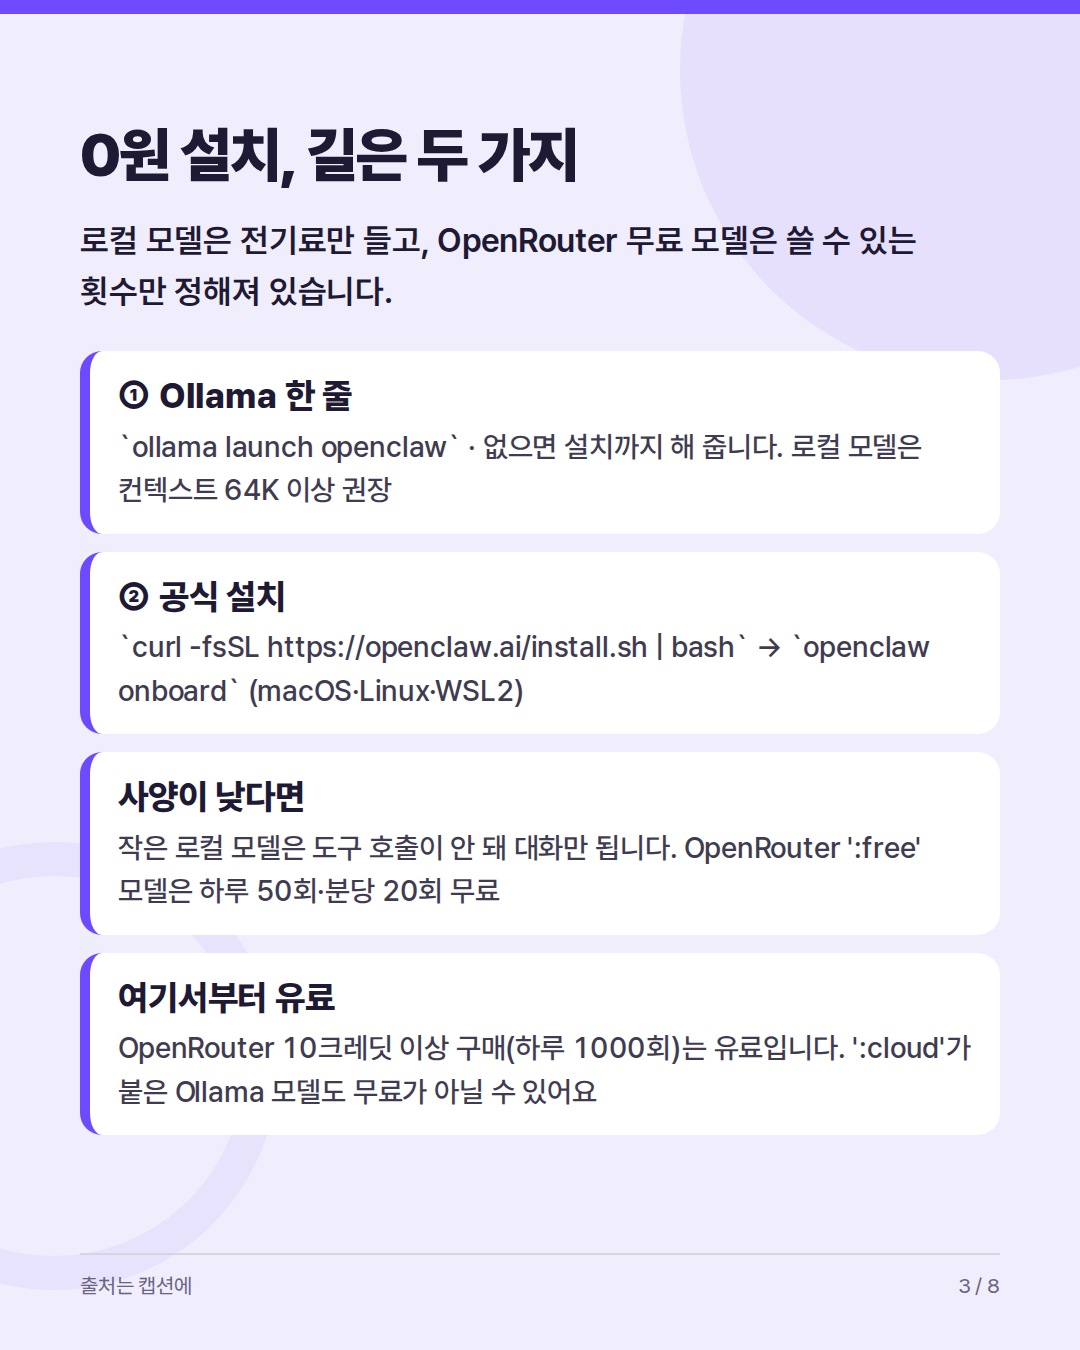 0원 설치, 길은 두 가지
로컬 모델은 전기료만 들고, OpenRouter 무료 모델은 쓸 수 있는
횟수만 정해져 있습니다.
① Ollama 한 줄
`ollama launch openclaw` · 없으면 설치까지 해 줍니다. 로컬 모델은
컨텍스트 64K 이상 권장
② 공식 설치
`curl -fsSL https://openclaw.ai/install.sh | bash` → `openclaw
onboard` (macOS·Linux·WSL2)
사양이 낮다면
작은 로컬 모델은 도구 호출이 안 돼 대화만 됩니다. OpenRouter ':free'
모델은 하루 50회·분당 20회 무료
여기서부터 유료
OpenRouter 10크레딧 이상 구매(하루 1000회)는 유료입니다. ':cloud'가
붙은 Ollama 모델도 무료가 아닐 수 있어요
출처는 캡션에
3 / 8